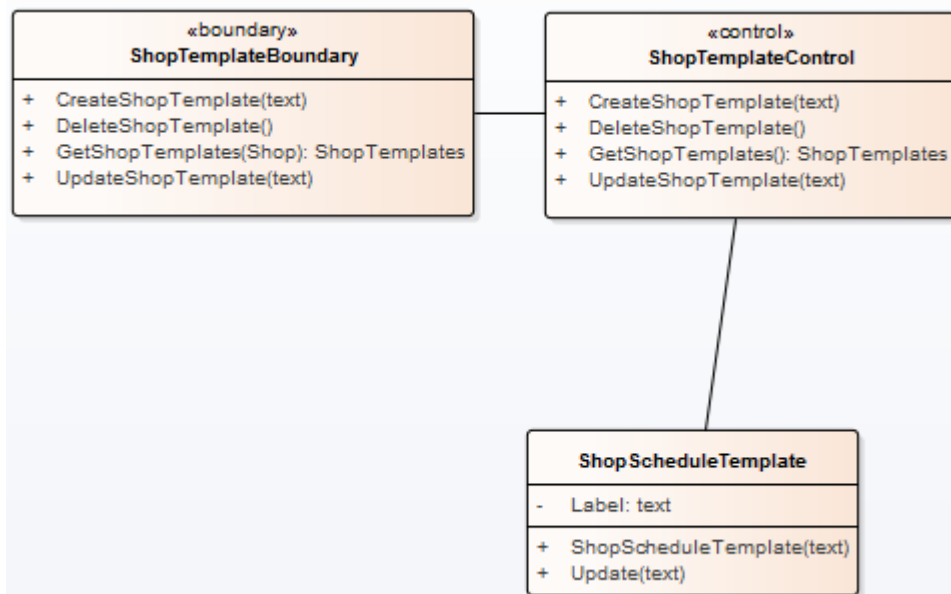 «boundary»
ShopTemplateBoundary
+ CreateShopTemplate(text)
+ DeleteShopTemplate()
+ GetShopTemplates(Shop): ShopTemplates
+ UpdateShopTemplate(text)
«control»
ShopTemplateControl
+ CreateShopTemplate(text)
+ DeleteShopTemplate()
+ GetShopTemplates(): ShopTemplates
+ UpdateShopTemplate(text)
ShopScheduleTemplate
- Label: text
+ ShopScheduleTemplate(text)
+ Update(text)